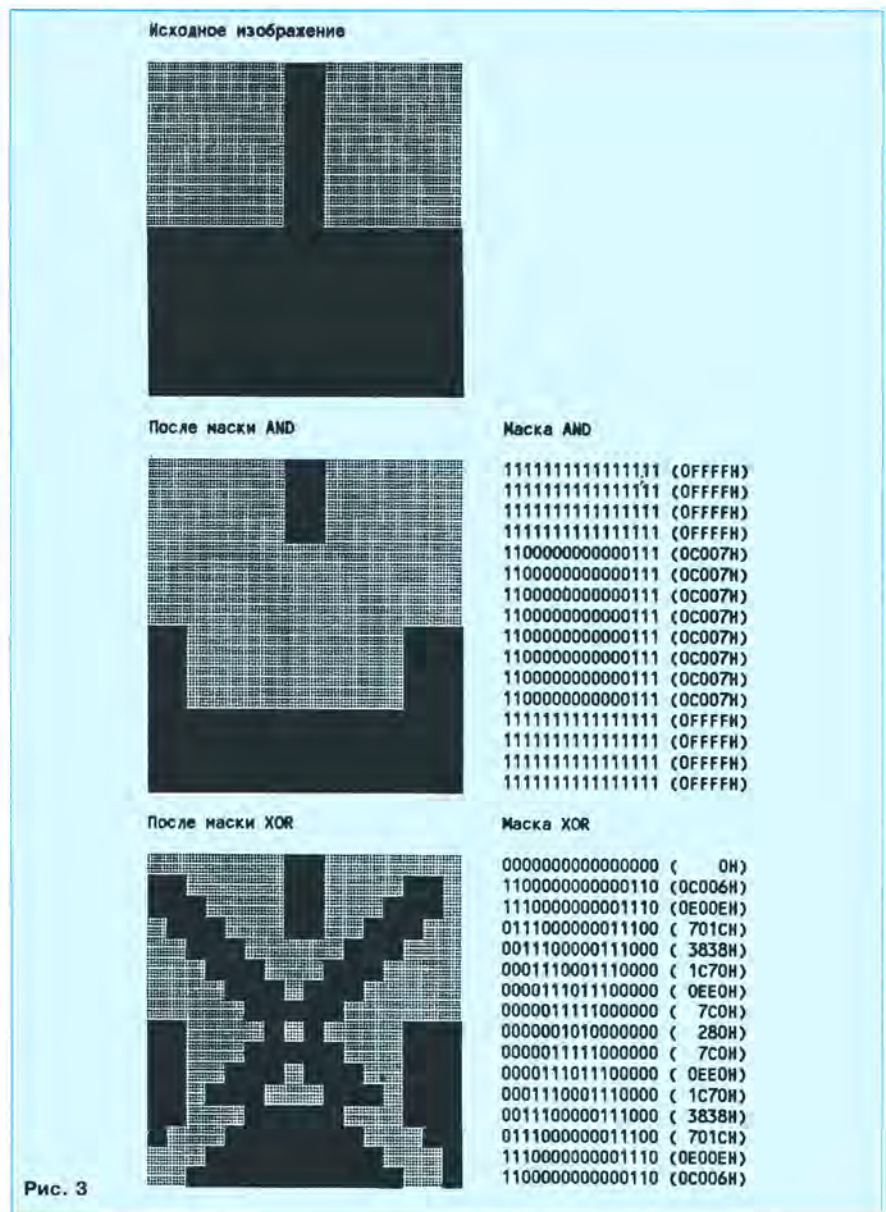 Исходное изображение
После маски AND
Маска AND
1111111111111111 (0FFFFH)
1111111111111111 (0FFFFH)
1111111111111111 (0FFFFH)
1111111111111111 (0FFFFH)
1100000000000111 (0C007H)
1100000000000111 (0C007H)
1100000000000111 (0C007H)
1100000000000111 (0C007H)
1100000000000111 (0C007H)
1100000000000111 (0C007H)
1100000000000111 (0C007H)
1100000000000111 (0C007H)
1111111111111111 (0FFFFH)
1111111111111111 (0FFFFH)
1111111111111111 (0FFFFH)
1111111111111111 (0FFFFH)
После маски XOR
Маска XOR
0000000000000000 (    0H)
1100000000000110 (0C006H)
1110000000001110 (0E00EH)
0111000000011100 ( 701CH)
0011100000111000 ( 3838H)
0001110001110000 ( 1C70H)
0000111011100000 ( 0EE0H)
0000011111000000 (  7C0H)
0000001010000000 (  280H)
0000011111000000 (  7C0H)
0000111011100000 ( 0EE0H)
0001110001110000 ( 1C70H)
0011100000111000 ( 3838H)
0111000000011100 ( 701CH)
1110000000001110 (0E00EH)
1100000000000110 (0C006H)
Рис. 3